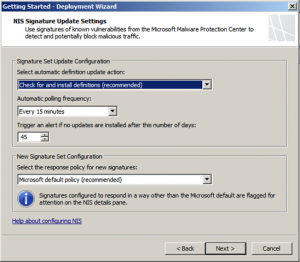 Getting Started - Deployment Wizard
NIS Signature Update Settings
Use signatures of known vulnerabilities from the Microsoft Malware Protection Center to
detect and potentially block malicious traffic.
Signature Set Update Configuration
Select automatic definition update action:
Check for and install definitions (recommended)
Automatic polling frequency:
Every 15 minutes
Trigger an alert if no updates are installed after this number of days:
45
New Signature Set Configuration
Select the response policy for new signatures:
Microsoft default policy (recommended)
Signatures configured to respond in a way other than the Microsoft default are flagged for
attention on the NIS details pane.
Help about configuring NIS
< Back
Next >
Cancel